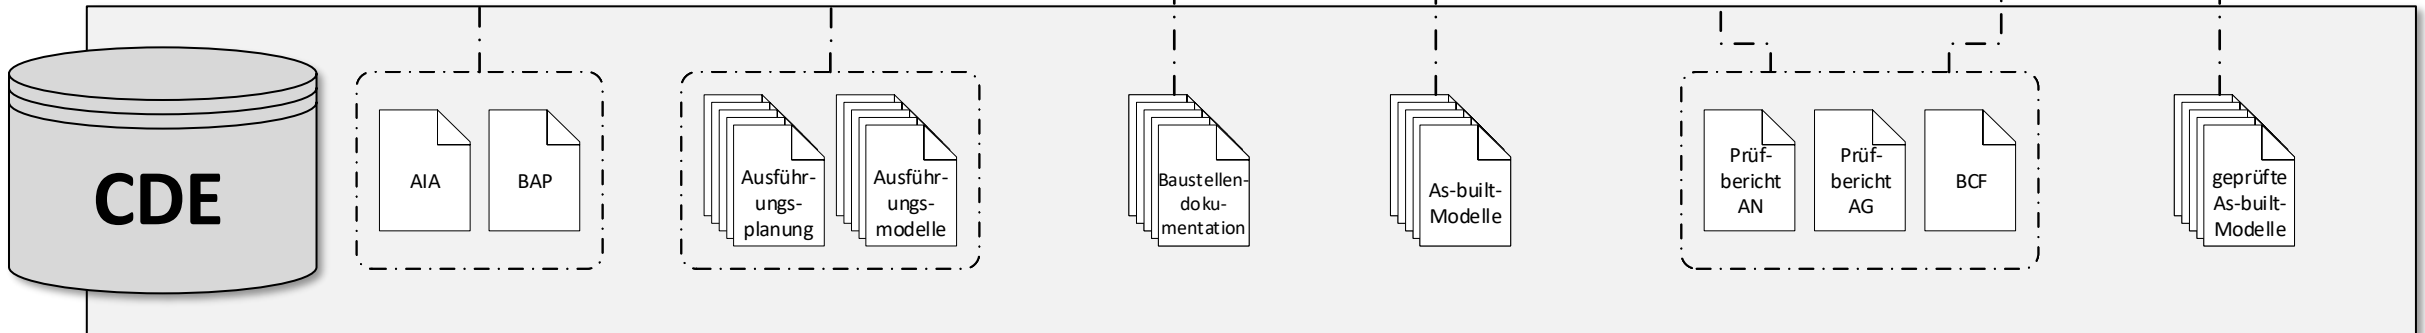 CDE
AIA
BAP
Ausführ-
ungs-
planung
Ausführ-
ungs-
modelle
Baustellen-
doku-
mentation
As-built-
Modelle
Prüf-
bericht
AN
Prüf-
bericht
AG
BCF
geprüfte
As-built-
Modelle